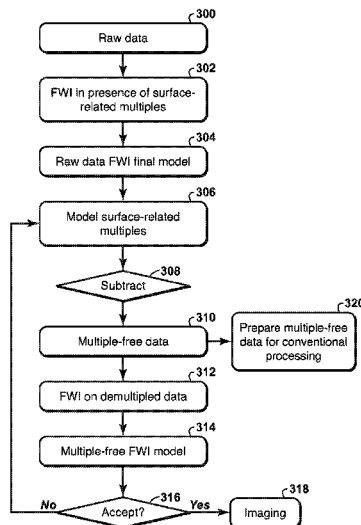 300
Raw data
302
FWI in presence of surface-
related multiples
304
Raw data FWI final model
306
Model surface-related
multiples
308
Subtract
310
Multiple-free data
320
Prepare multiple-free
data for conventional
processing
312
FWI on demultipled data
314
Multiple-free FWI model
316
No
Accept?
Yes
318
Imaging